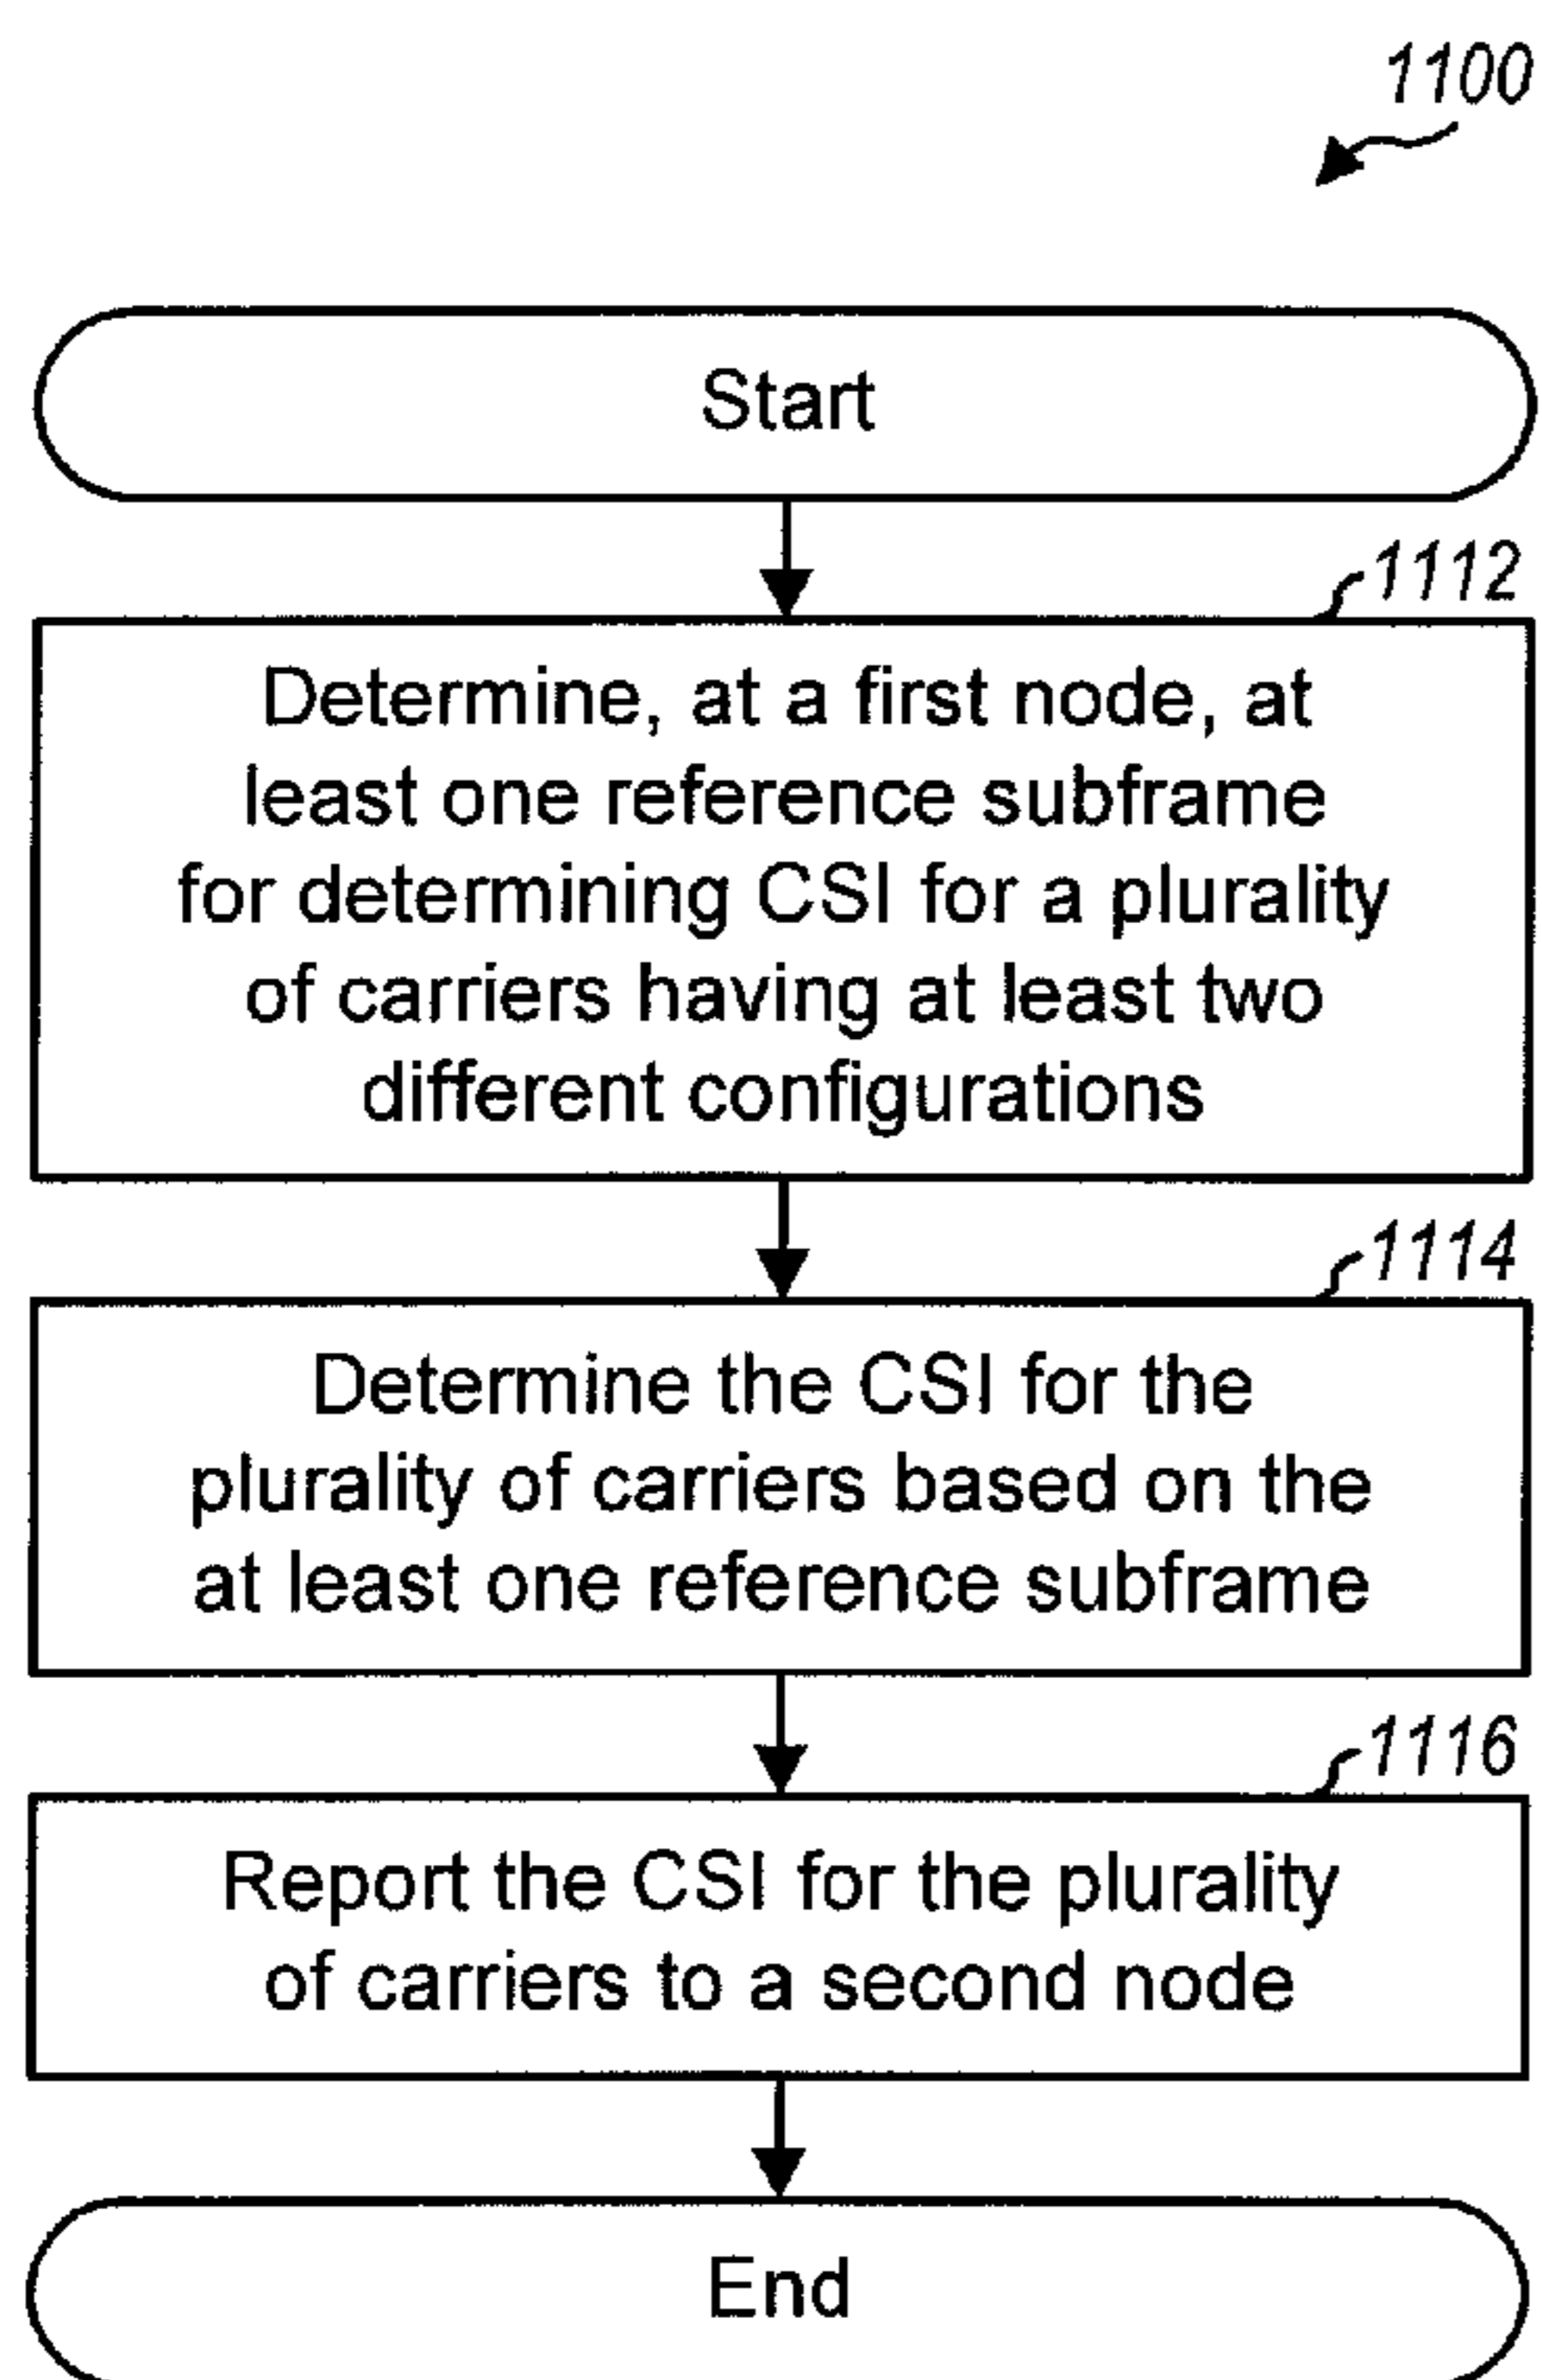 1100
Start
1112
Determine, at a first node, at
least one reference subframe
for determining CSI for a plurality
of carriers having at least two
different configurations
1114
Determine the CSI for the
plurality of carriers based on the
at least one reference subframe
1116
Report the CSI for the plurality
of carriers to a second node
End